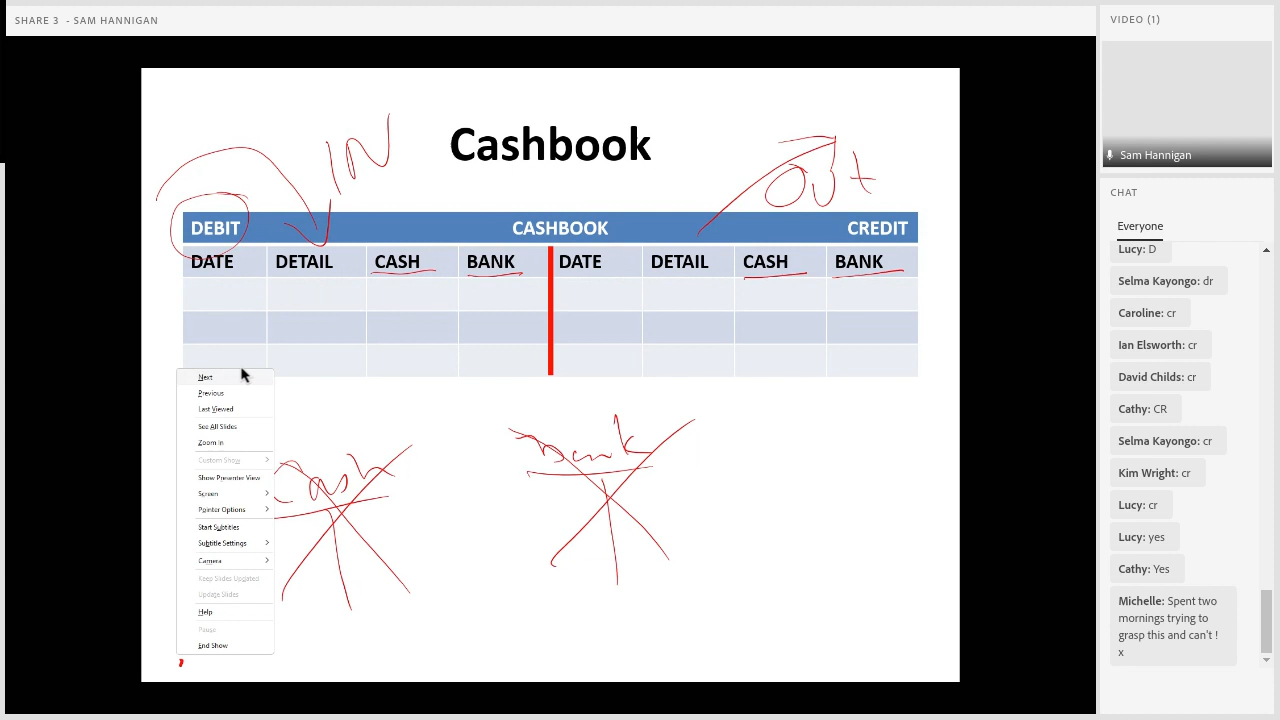 SHARE 3 - SAM HANNIGAN
VIDEO (1)
Sam Hannigan
CHAT
Everyone
Lucy: D
Selma Kayongo: dr
Caroline: cr
Ian Elsworth: cr
David Childs: cr
Cathy: CR
Selma Kayongo: cr
Kim Wright: cr
Lucy: cr
Lucy: yes
Cathy: Yes
Michelle: Spent two
mornings trying to
grasp this and can't !
x
Cashbook
IN
Out
DEBIT CASHBOOK CREDIT
DATE DETAIL CASH BANK DATE DETAIL CASH BANK
Cash
Bank
Next
Previous
Last Viewed
See All Slides
Zoom In
Custom Show
Show Presenter View
Screen
Pointer Options
Start Subtitles
Subtitle Settings
Camera
Keep Slides Updated
Update Slides
Help
Pause
End Show